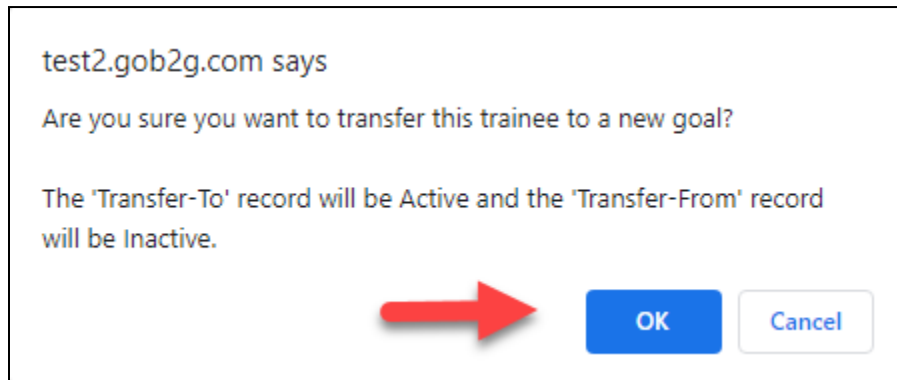 test2.gob2g.com says
Are you sure you want to transfer this trainee to a new goal?
The 'Transfer-To' record will be Active and the 'Transfer-From' record
will be Inactive.
OK Cancel